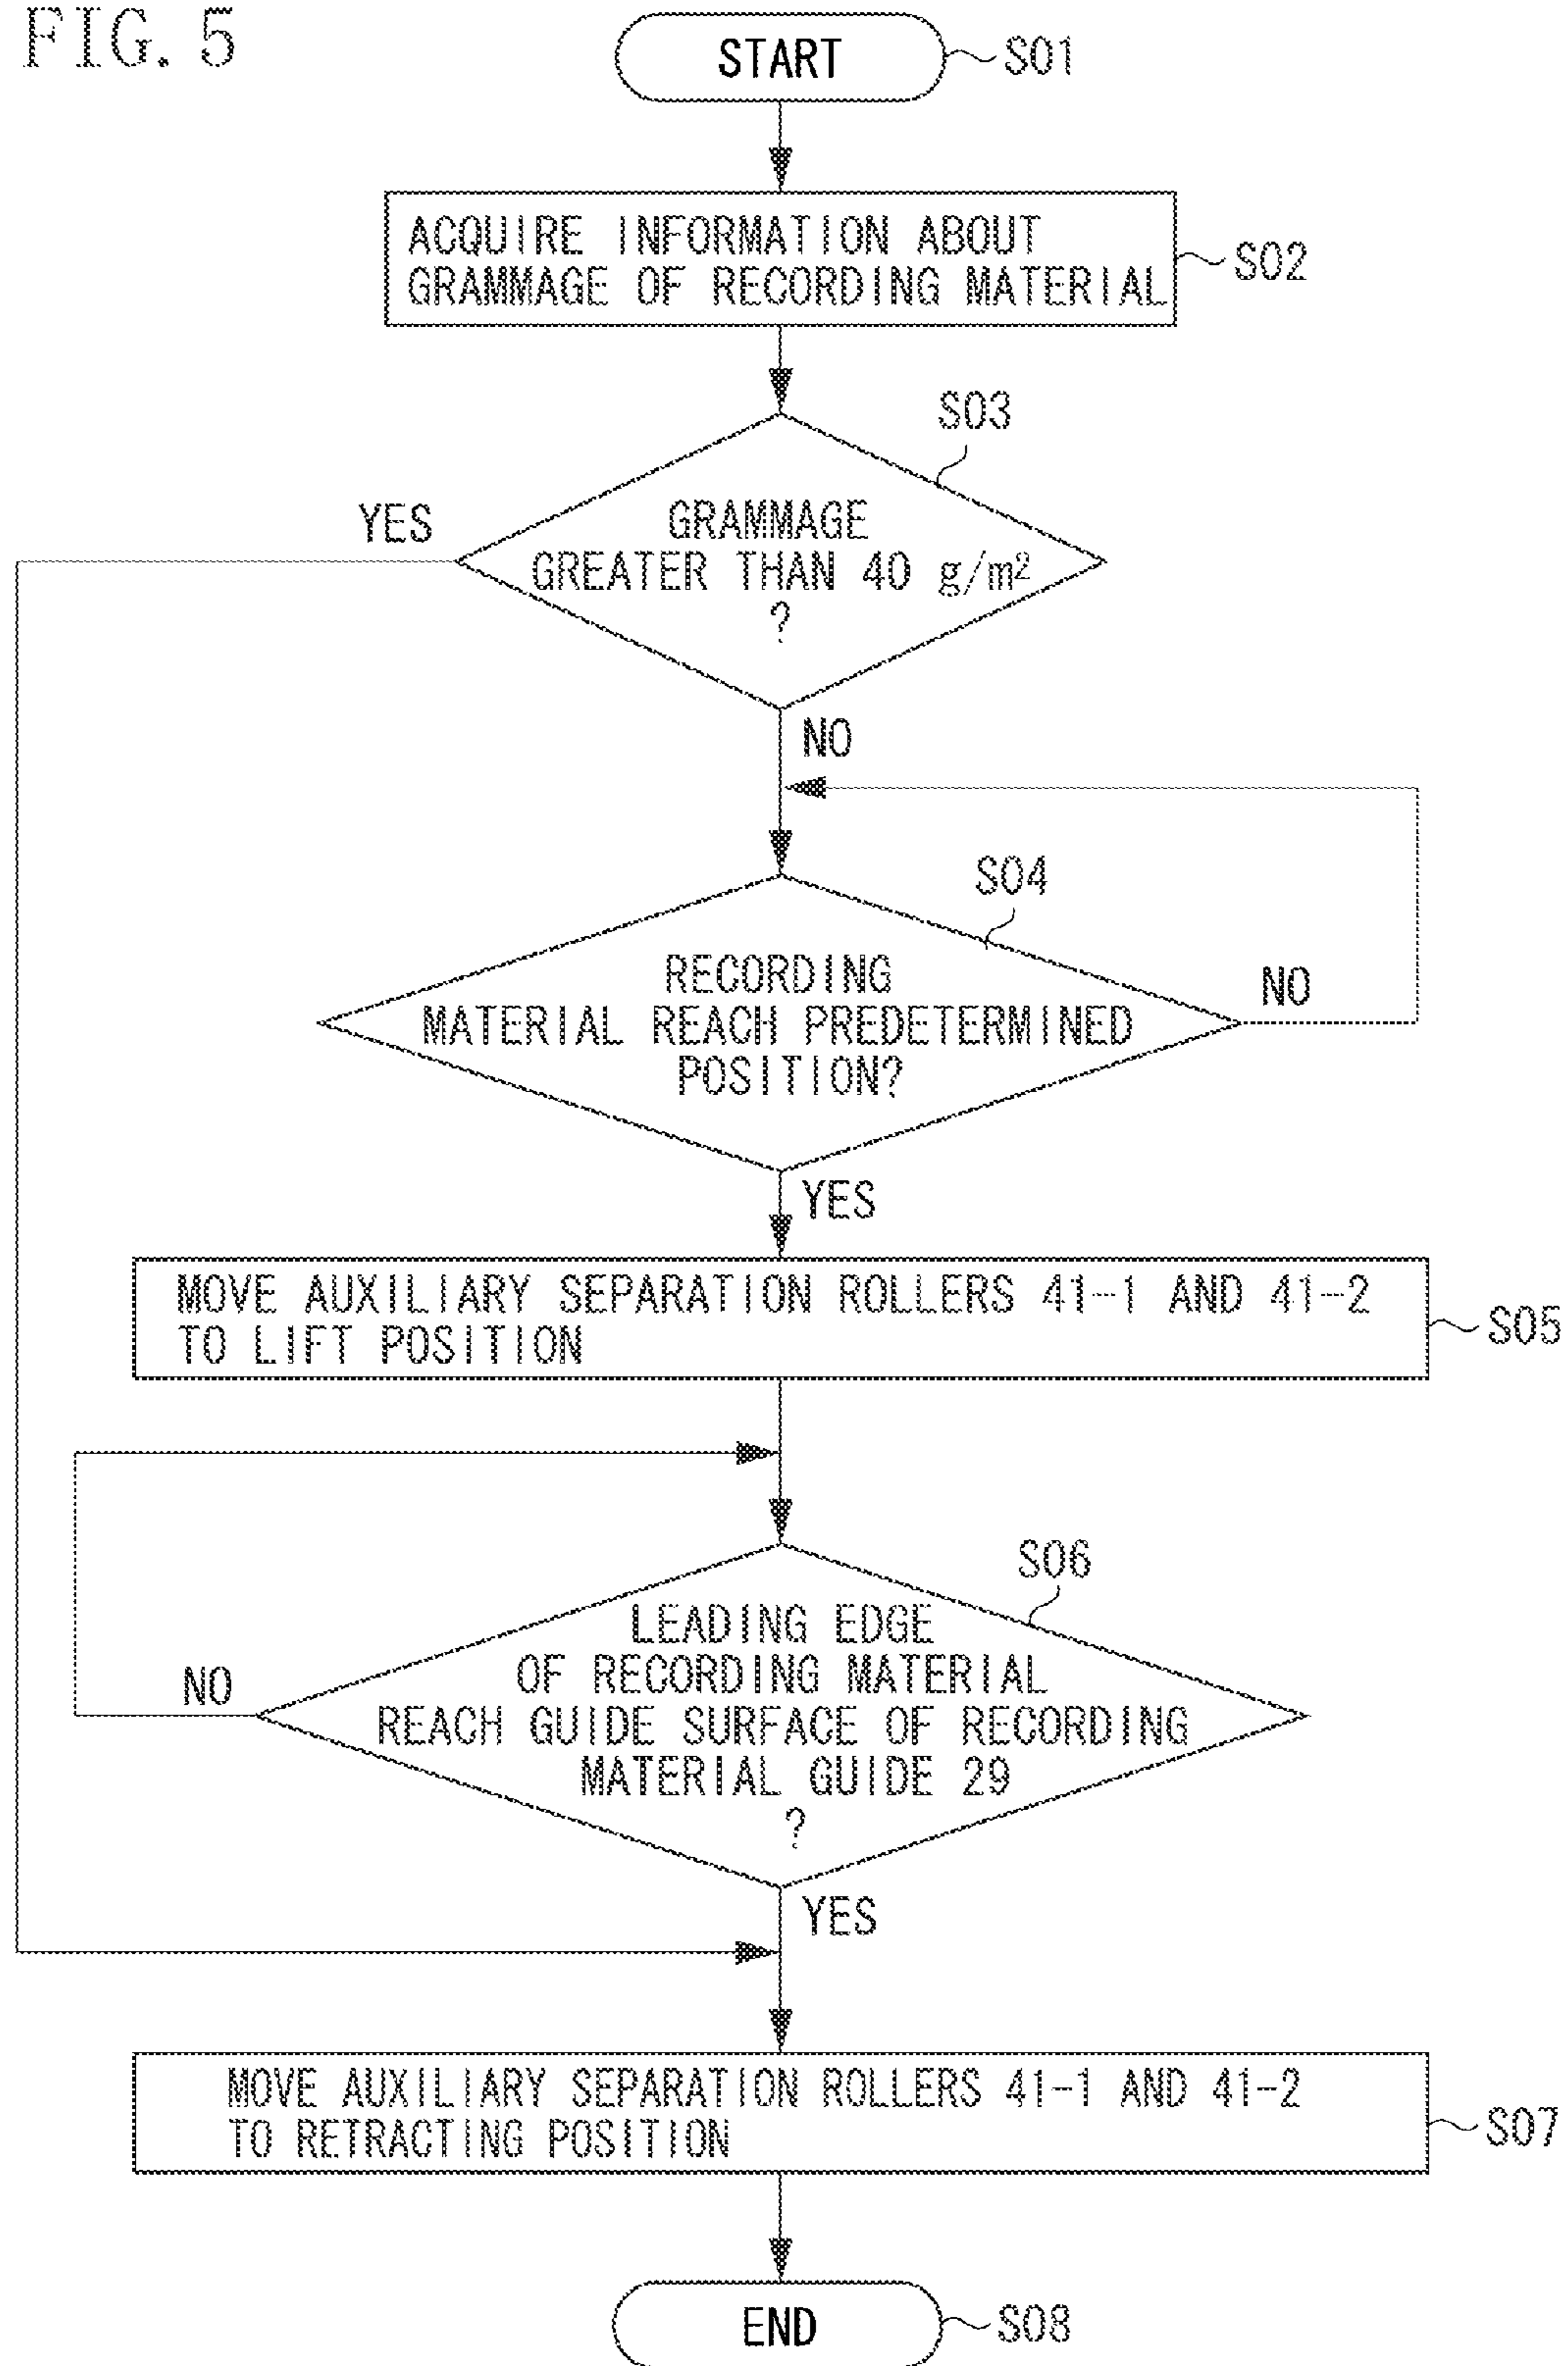 FIG. 5
START
S01
ACQUIRE INFORMATION ABOUT
GRAMMAGE OF RECORDING MATERIAL
S02
S03
GRAMMAGE
GREATER THAN 40 g/m²
?
YES
NO
S04
RECORDING
MATERIAL REACH PREDETERMINED
POSITION?
NO
YES
MOVE AUXILIARY SEPARATION ROLLERS 41-1 AND 41-2
TO LIFT POSITION
S05
S06
LEADING EDGE
OF RECORDING MATERIAL
REACH GUIDE SURFACE OF RECORDING
MATERIAL GUIDE 29
?
NO
YES
MOVE AUXILIARY SEPARATION ROLLERS 41-1 AND 41-2
TO RETRACTING POSITION
S07
END
S08